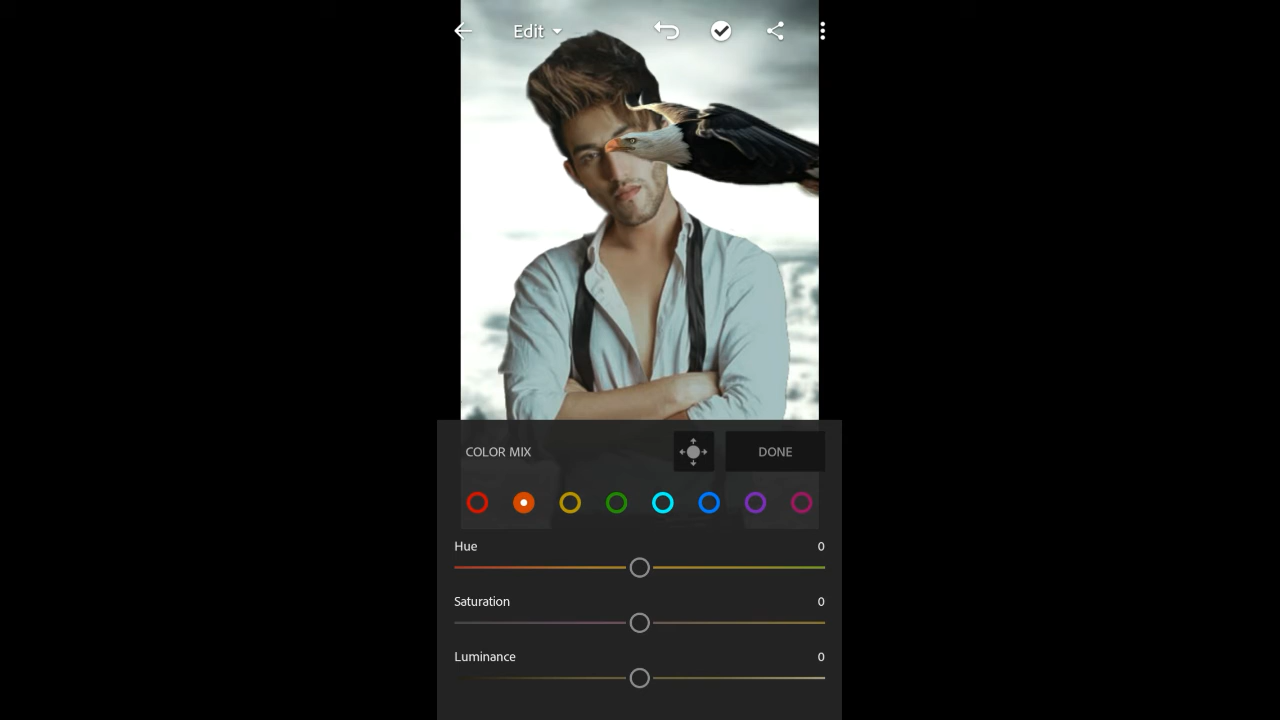 Edit
COLOR MIX
DONE
Hue 0
Saturation 0
Luminance 0